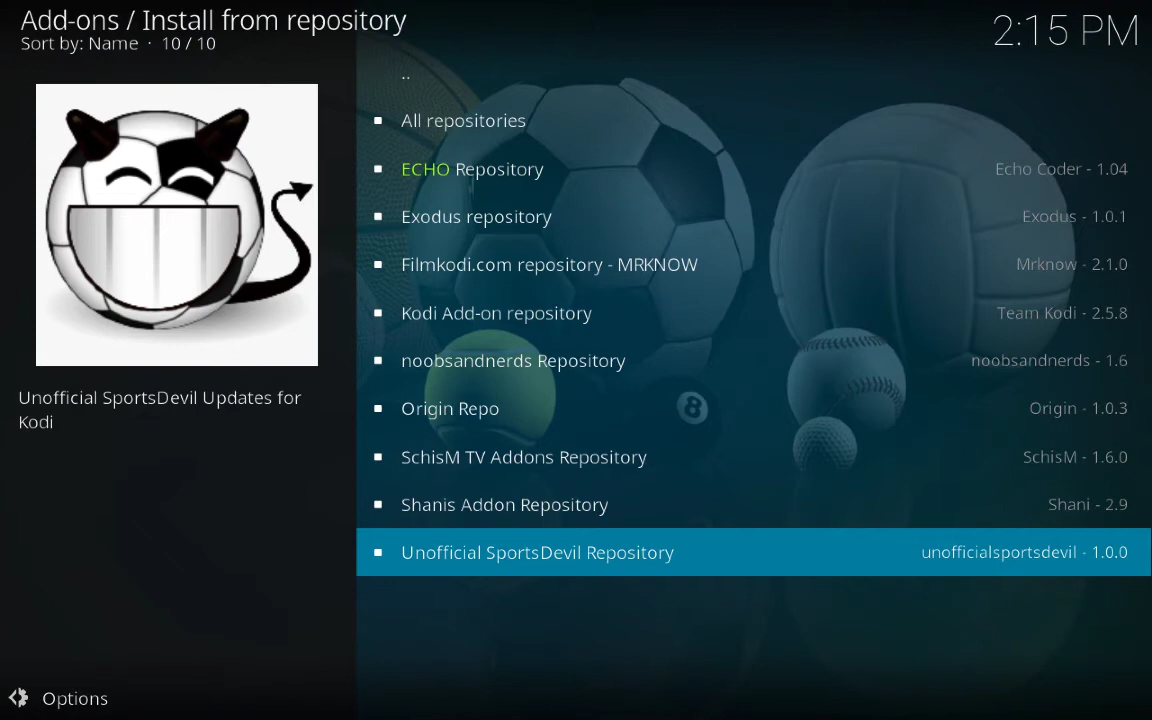 Add-ons / Install from repository
Sort by: Name · 10 / 10
2:15 PM
..
All repositories
ECHO Repository Echo Coder - 1.04
Exodus repository Exodus - 1.0.1
Filmkodi.com repository - MRKNOW Mrknow - 2.1.0
Kodi Add-on repository Team Kodi - 2.5.8
noobsandnerds Repository noobsandnerds - 1.6
Origin Repo Origin - 1.0.3
SchisM TV Addons Repository SchisM - 1.6.0
Shanis Addon Repository Shani - 2.9
Unofficial SportsDevil Repository unofficialsportsdevil - 1.0.0
Unofficial SportsDevil Updates for
Kodi
8
Options